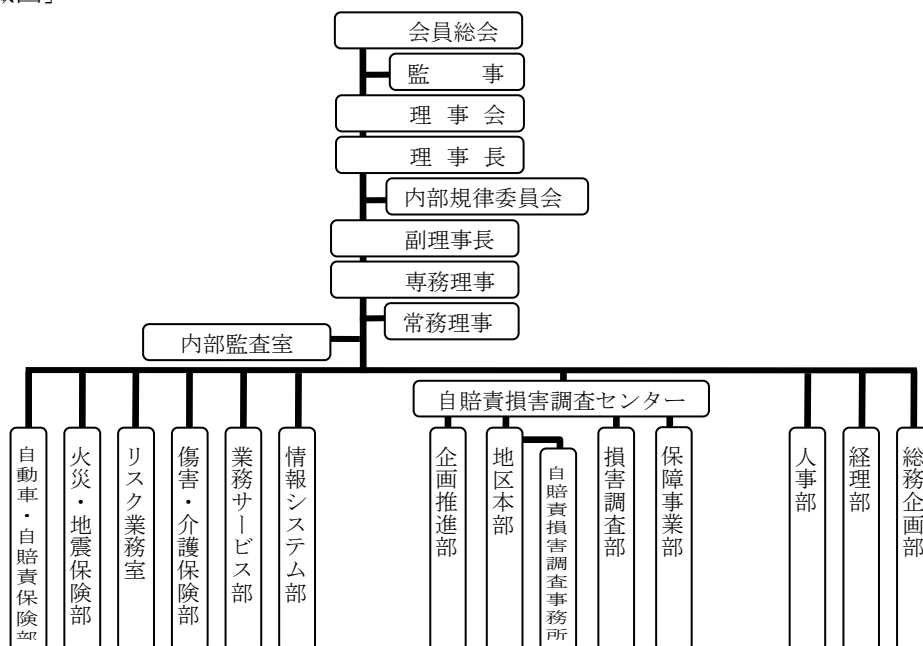 会員総会
監　　事
理 事 会
理 事 長
内部規律委員会
副理事長
専務理事
常務理事
内部監査室
自賠責損害調査センター
自動車・自賠責保険部
火災・地震保険部
リスク業務室
傷害・介護保険部
業務サービス部
情報システム部
企画推進部
地区本部
自賠責損害調査事務所
損害調査部
保障事業部
人事部
経理部
総務企画部